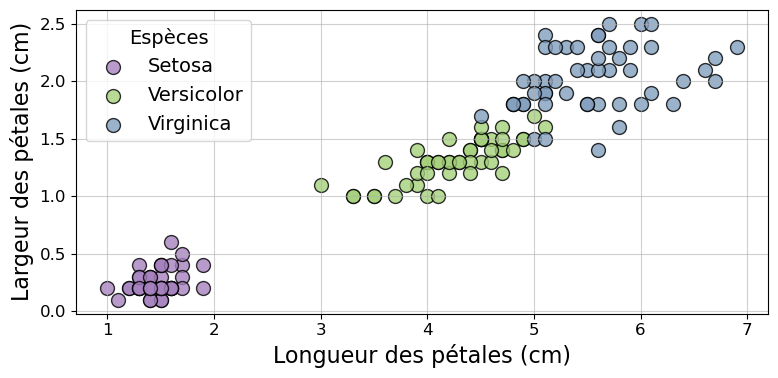 Espèces
Setosa
Versicolor
Virginica
2.5
2.0
1.5
1.0
0.5
0.0
Largeur des pétales (cm)
1 2 3 4 5 6 7
Longueur des pétales (cm)